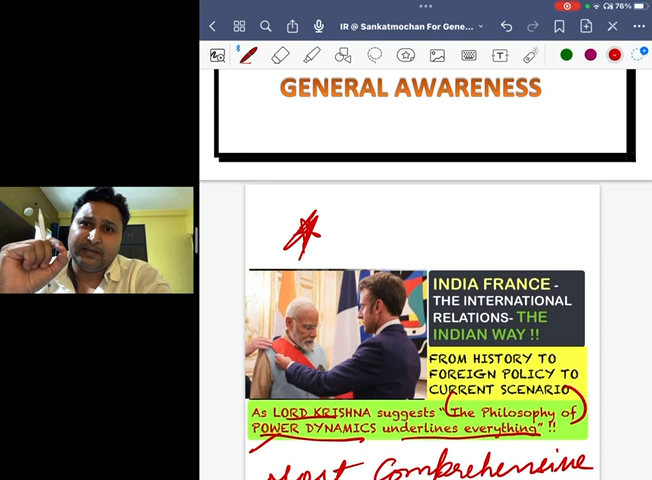 76%
IR @ Sankatmochan For Gene...
GENERAL AWARENESS
INDIA FRANCE -
THE INTERNATIONAL
RELATIONS- THE
INDIAN WAY !!
FROM HISTORY TO
FOREIGN POLICY TO
CURRENT SCENARIO
As LORD KRISHNA suggests "The Philosophy of
POWER DYNAMICS underlines everything" !!
Most Comprehensive